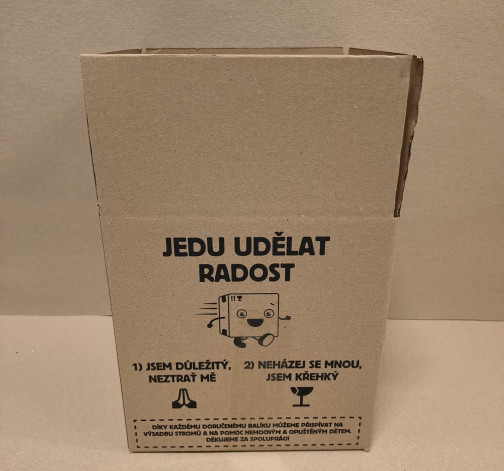 JEDU UDĚLAT
RADOST
1) JSEM DŮLEŽITÝ,
NEZTRAŤ MĚ
2) NEHÁZEJ SE MNOU,
JSEM KŘEHKÝ
DÍKY KAŽDÉMU DORUČENÉMU BALÍKU MŮŽEME PŘISPÍVAT NA
VÝSADBU STROMŮ A NA POMOC NEMOCNÝM A OPUŠTĚNÝM DĚTEM.
DĚKUJEME ZA SPOLUPRÁCI!